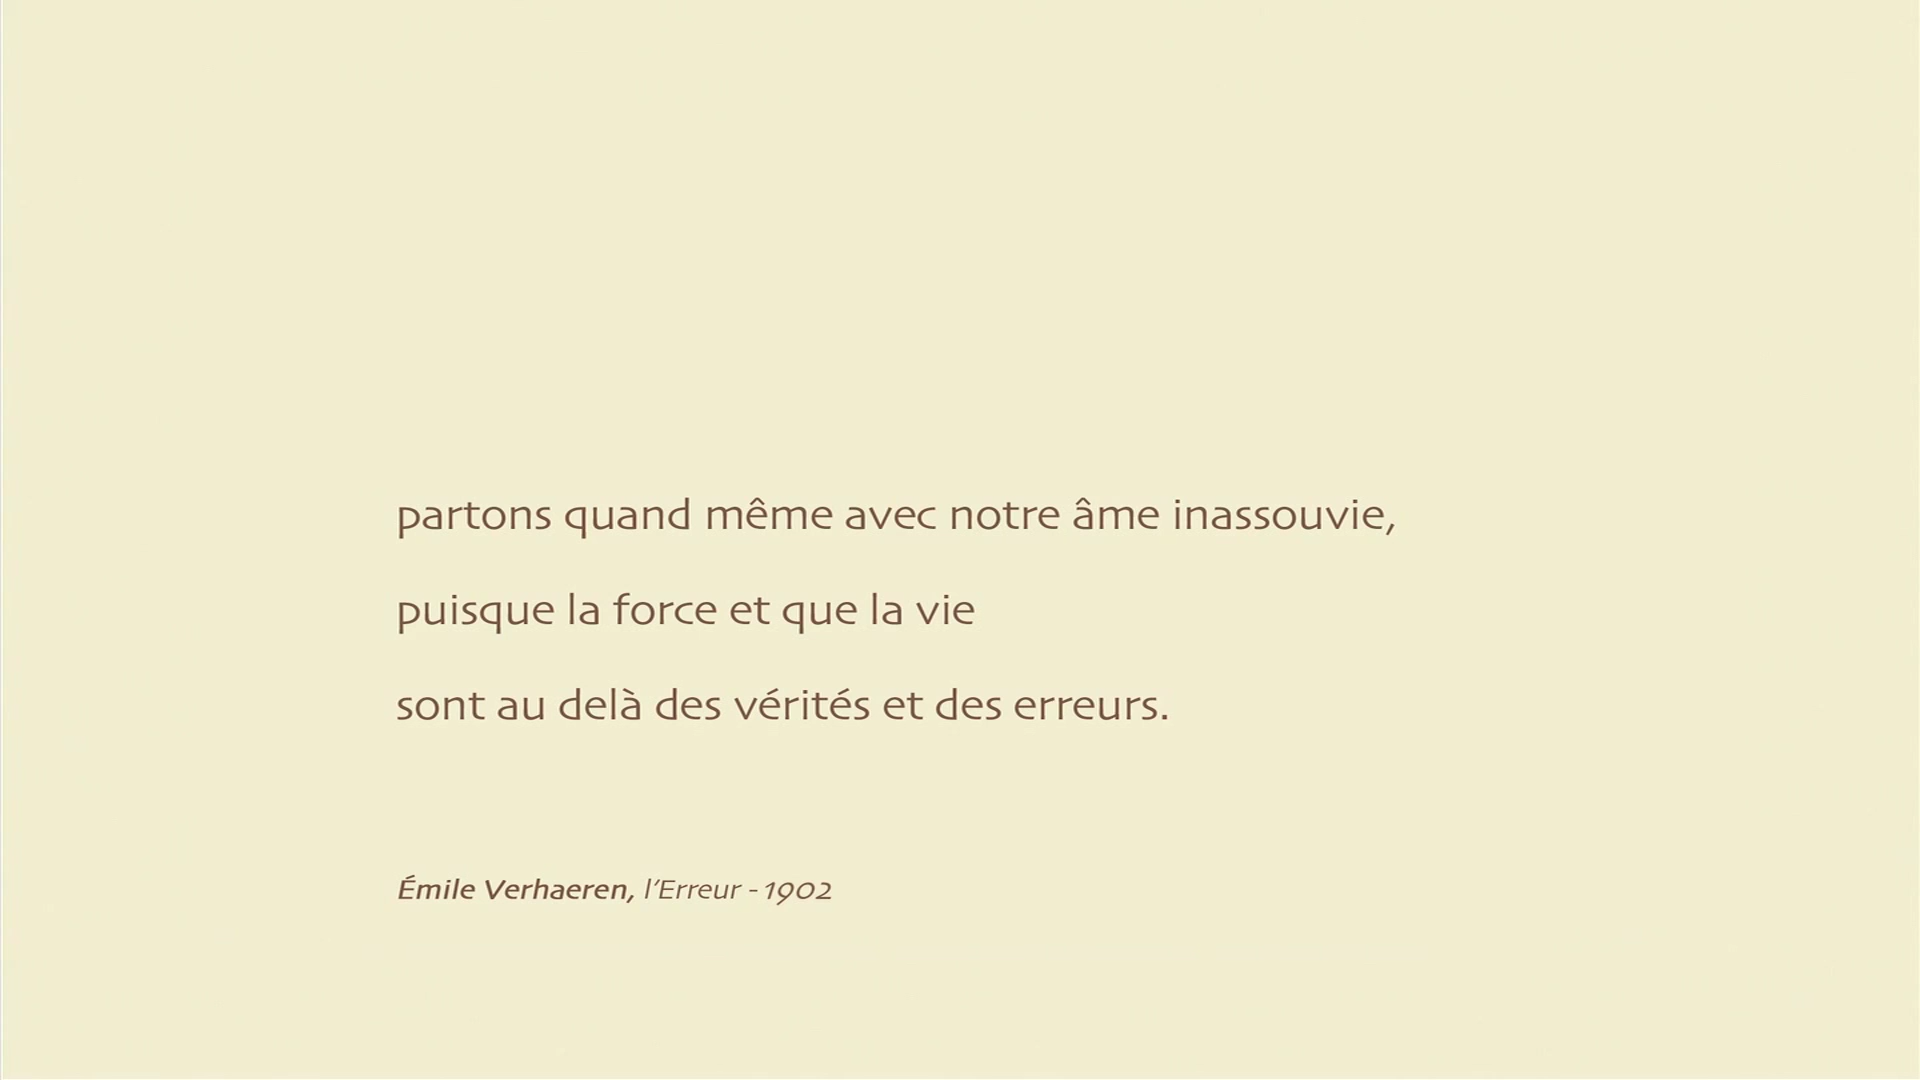 partons quand même avec notre âme inassouvie,
puisque la force et que la vie
sont au delà des vérités et des erreurs.
Émile Verhaeren, l’Erreur - 1902